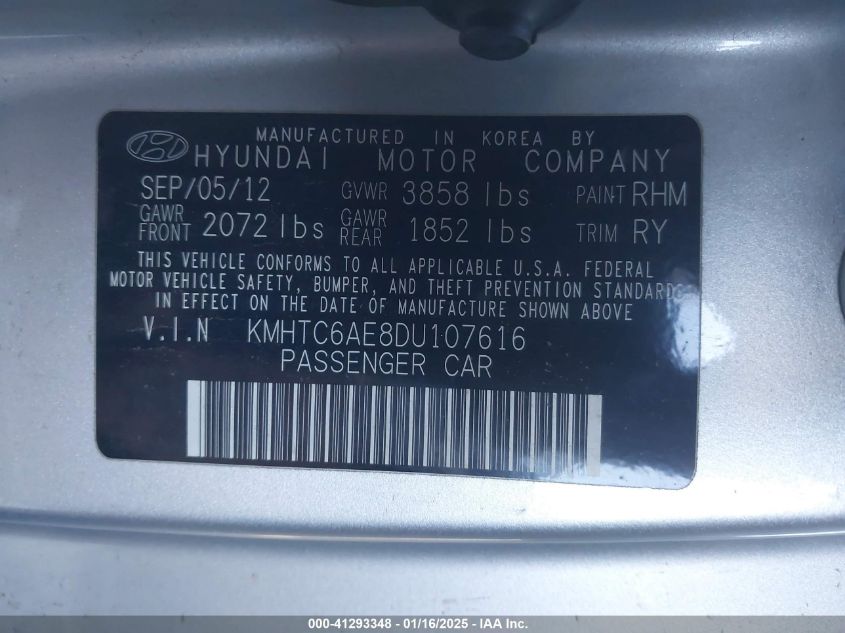 MANUFACTURED IN KOREA BY
HYUNDAI MOTOR COMPANY
SEP/05/12 GVWR 3858 lbs PAINT RHM
GAWR FRONT 2072 lbs GAWR REAR 1852 lbs TRIM RY
THIS VEHICLE CONFORMS TO ALL APPLICABLE U.S.A. FEDERAL
MOTOR VEHICLE SAFETY, BUMPER, AND THEFT PREVENTION STANDARDS
IN EFFECT ON THE DATE OF MANUFACTURE SHOWN ABOVE
V.I.N KMHTC6AE8DU107616
PASSENGER CAR
000-41293348 - 01/16/2025 - IAA Inc.